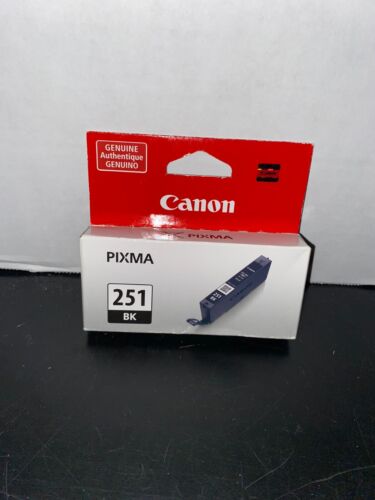 GENUINE
Authentique
GENUINO
Canon
PIXMA
PIXMA
251
BK